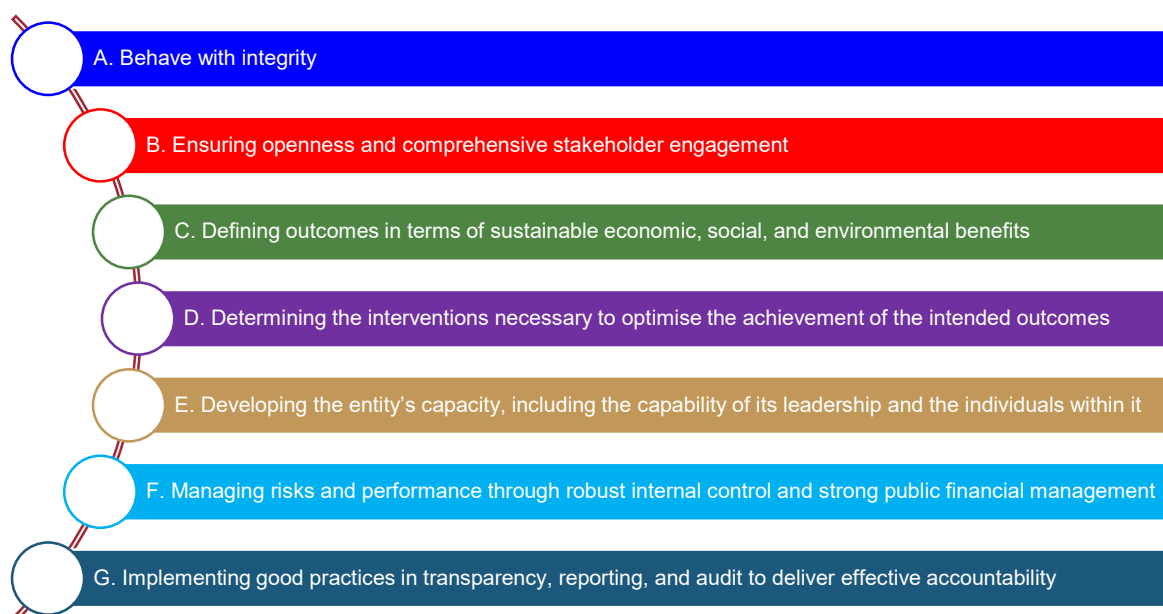 A. Behave with integrity
B. Ensuring openness and comprehensive stakeholder engagement
C. Defining outcomes in terms of sustainable economic, social, and environmental benefits
D. Determining the interventions necessary to optimise the achievement of the intended outcomes
E. Developing the entity’s capacity, including the capability of its leadership and the individuals within it
F. Managing risks and performance through robust internal control and strong public financial management
G. Implementing good practices in transparency, reporting, and audit to deliver effective accountability